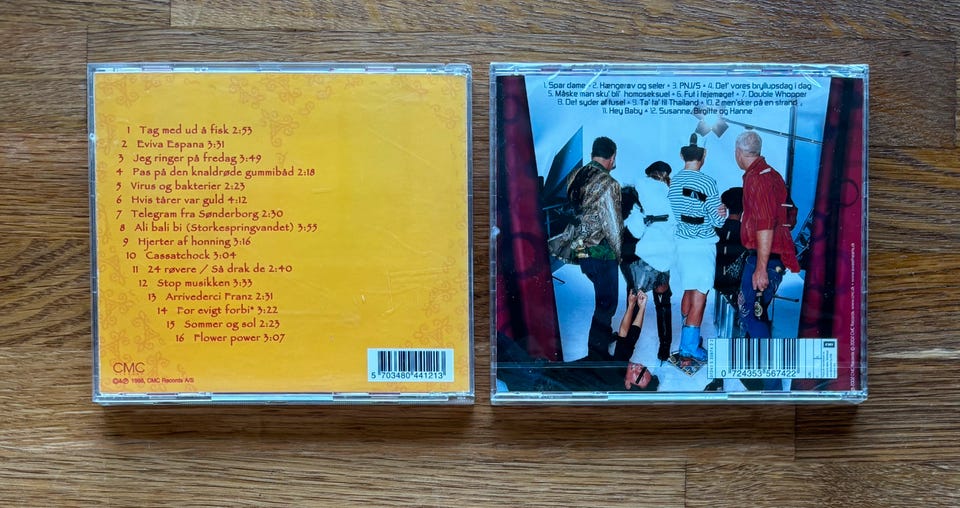 1 Tag med ud å fisk 2:53
2 Eviva Espana 3:31
3 Jeg ringer på fredag 3:49
4 Pas på den knaldrøde gummibåd 2:18
5 Virus og bakterier 2:23
6 Hvis tårer var guld 4:12
7 Telegram fra Sønderborg 2:30
8 Ali bali bi (Storkespringvandet) 3:55
9 Hjerter af honning 3:16
10 Cassatchock 3:04
11 24 røvere / Så drak de 2:40
12 Stop musikken 3:33
13 Arrivederci Franz 2:31
14 For evigt forbi* 3:22
15 Sommer og sol 2:23
16 Flower power 3:07
CMC
©&℗ 1998, CMC Records A/S
5 703480 441213
1. Spar dame • 2. Hængerøv og seler • 3. P.N.I/S • 4. Det' vores bryllupsdag i dag
5. Måske man sku' bli' homoseksuel • 6. Fut i fejemøget! • 7. Double Whopper
8. Det syder af fusel • 9. Ta' fa' til Thailand • 10. 2 men'sker på en strand
11. Hey Baby • 12. Susanne, Birgitte og Hanne
EMI
0 724353 567422